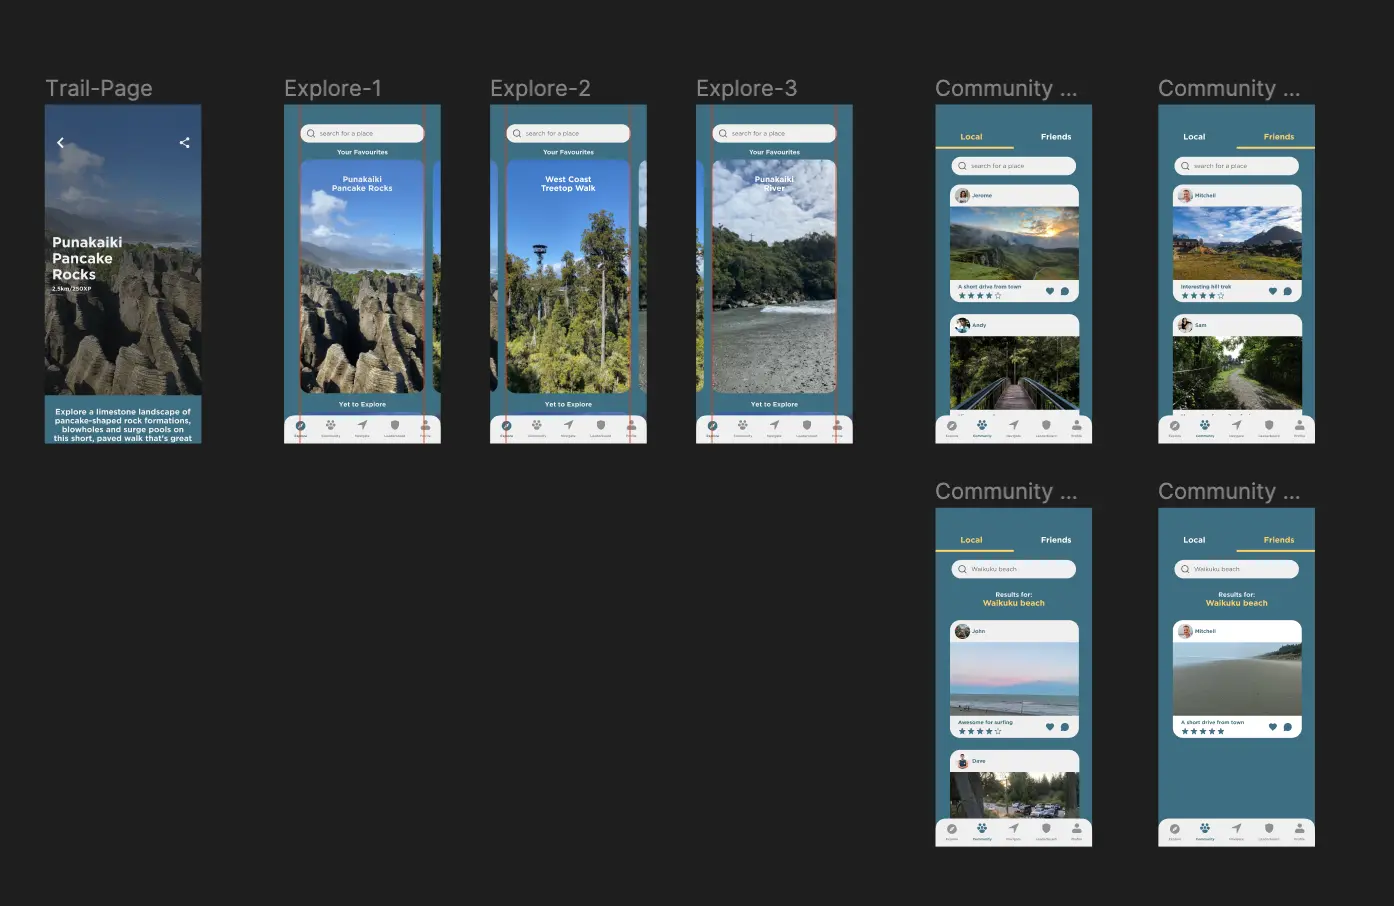 Trail-Page
Punakaiki
Pancake
Rocks
2.5km/250XP
Explore a limestone landscape of
pancake-shaped rock formations,
blowholes and surge pools on
this short, paved walk that's great
Explore-1
search for a place
Your Favourites
Punakaiki
Pancake Rocks
Yet to Explore
Explore
Community
Navigate
Leaderboard
Profile
Explore-2
search for a place
Your Favourites
West Coast
Treetop Walk
Yet to Explore
Explore
Community
Navigate
Leaderboard
Profile
Explore-3
search for a place
Your Favourites
Punakaiki
River
Yet to Explore
Explore
Community
Navigate
Leaderboard
Profile
Community ...
Local Friends
search for a place
Jerome
A short drive from town
Andy
Explore
Community
Navigate
Leaderboard
Profile
Community ...
Local Friends
search for a place
Mitchell
Interesting hill trek
Sam
Explore
Community
Navigate
Leaderboard
Profile
Community ...
Local Friends
Waikuku beach
Results for:
Waikuku beach
John
Awesome for surfing
Dave
Explore
Community
Navigate
Leaderboard
Profile
Community ...
Local Friends
Waikuku beach
Results for:
Waikuku beach
Mitchell
A short drive from town
Explore
Community
Navigate
Leaderboard
Profile